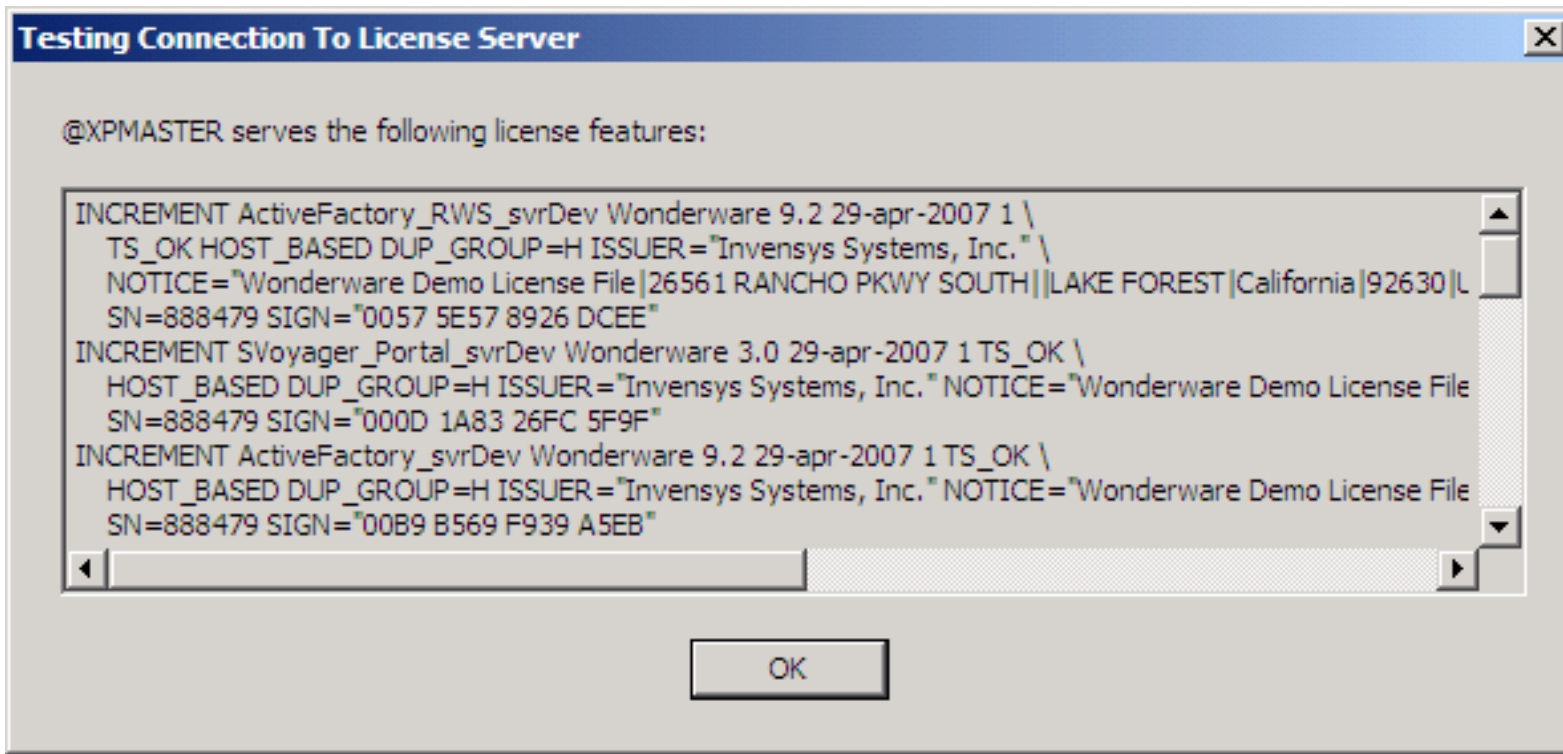 Testing Connection To License Server
@XPMASTER serves the following license features:
INCREMENT ActiveFactory_RWS_svrDev Wonderware 9.2 29-apr-2007 1 \
TS_OK HOST_BASED DUP_GROUP=H ISSUER="Invensys Systems, Inc." \
NOTICE="Wonderware Demo License File|26561 RANCHO PKWY SOUTH||LAKE FOREST|California|92630|U
SN=888479 SIGN="0057 5E57 8926 DCEE"
INCREMENT SVoyager_Portal_svrDev Wonderware 3.0 29-apr-2007 1 TS_OK \
HOST_BASED DUP_GROUP=H ISSUER="Invensys Systems, Inc." NOTICE="Wonderware Demo License File
SN=888479 SIGN="000D 1A83 26FC 5F9F"
INCREMENT ActiveFactory_svrDev Wonderware 9.2 29-apr-2007 1 TS_OK \
HOST_BASED DUP_GROUP=H ISSUER="Invensys Systems, Inc." NOTICE="Wonderware Demo License File
SN=888479 SIGN="00B9 B569 F939 A5EB"
OK